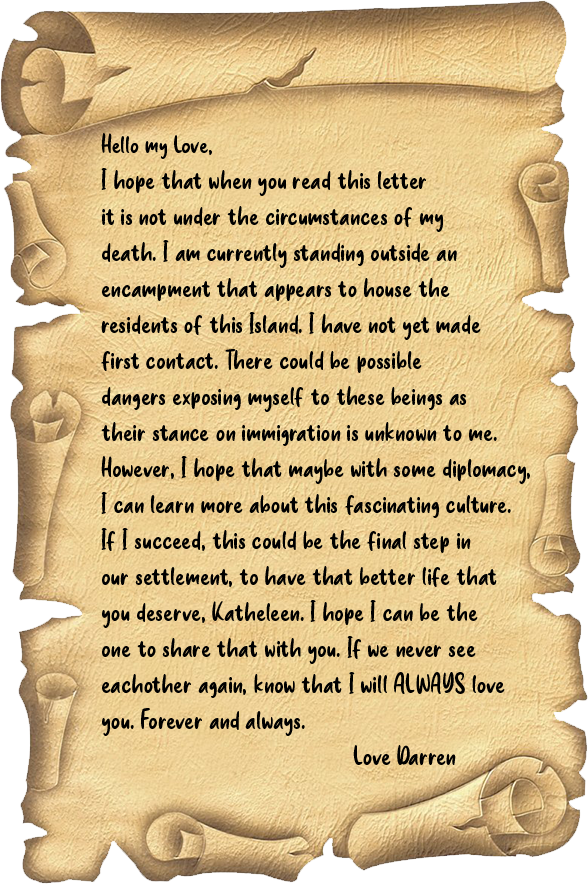 Hello my Love,
I hope that when you read this letter
it is not under the circumstances of my
death. I am currently standing outside an
encampment that appears to house the
residents of this Island. I have not yet made
first contact. There could be possible
dangers exposing myself to these beings as
their stance on immigration is unknown to me.
However, I hope that maybe with some diplomacy,
I can learn more about this fascinating culture.
If I succeed, this could be the final step in
our settlement, to have that better life that
you deserve, Katheleen. I hope I can be the
one to share that with you. If we never see
eachother again, know that I will ALWAYS love
you. Forever and always.
Love Darren